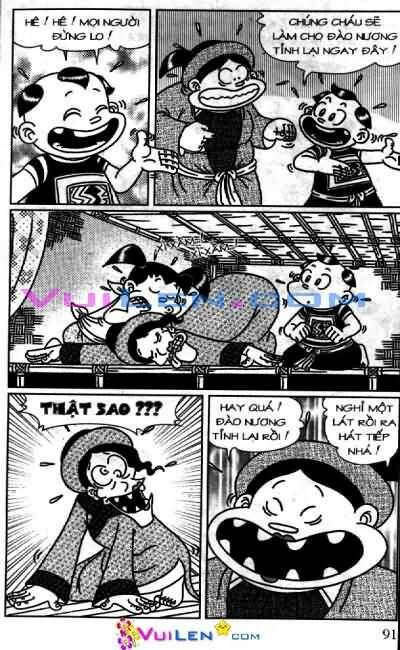 HÊ! HÊ! MỌI NGƯỜI
ĐỪNG LO!
CHÚNG CHÁU SẼ
LÀM CHO ĐÀO NƯƠNG
TỈNH LẠI NGAY ĐÂY!
VUILEN.COM
THẬT SAO ???
HAY QUÁ!
ĐÀO NƯƠNG
TỈNH LẠI RỒI!
NGHỈ MỘT
LÁT RỒI RA
HÁT TIẾP
NHÁ!
91
VUILEN.COM